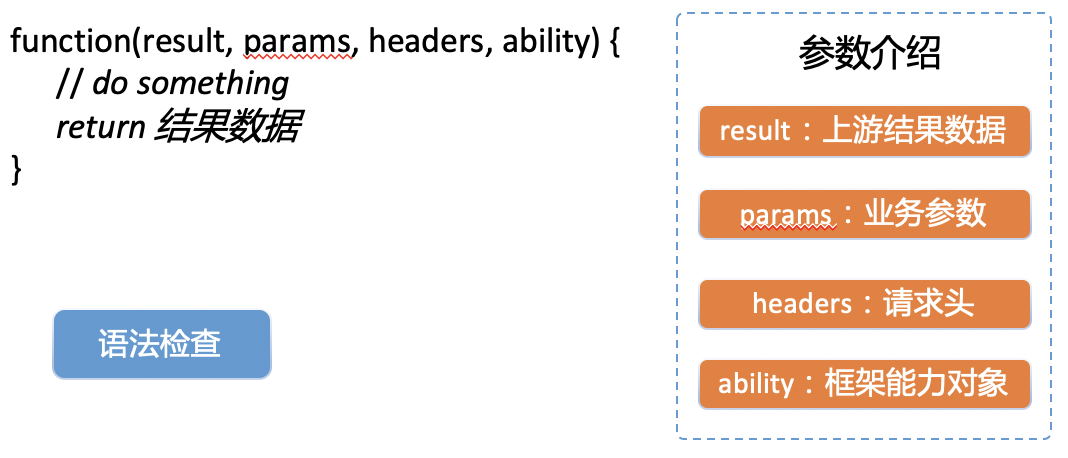 function(result, params, headers, ability) {
// do something
return 结果数据
}
语法检查
参数介绍
result：上游结果数据
params：业务参数
headers：请求头
ability：框架能力对象